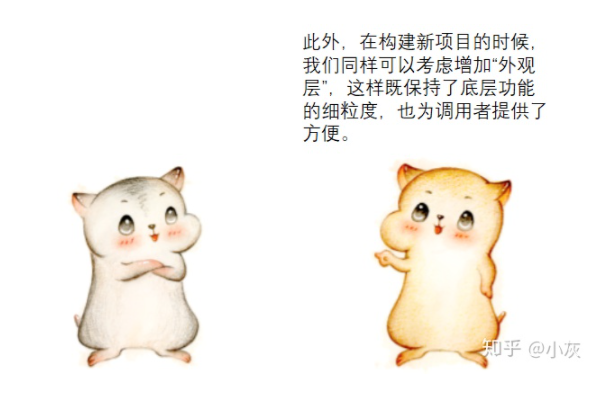 此外，在构建新项目的时候，
我们同样可以考虑增加“外观
层”，这样既保持了底层功能
的细粒度，也为调用者提供了
方便。
知乎 @小灰